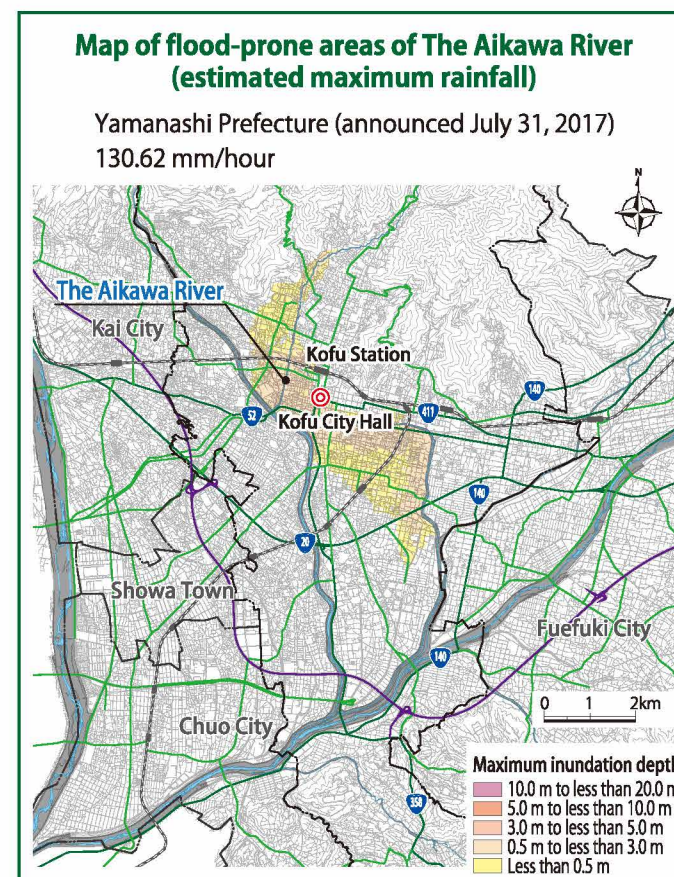 Map of flood-prone areas of The Aikawa River
(estimated maximum rainfall)
Yamanashi Prefecture (announced July 31, 2017)
130.62 mm/hour
N
The Aikawa River
Kai City
Kofu Station
140
52
411
Kofu City Hall
140
20
Showa Town
Fuefuki City
140
Chuo City
0 1 2km
358
Maximum inundation depth
10.0 m to less than 20.0 m
5.0 m to less than 10.0 m
3.0 m to less than 5.0 m
0.5 m to less than 3.0 m
Less than 0.5 m